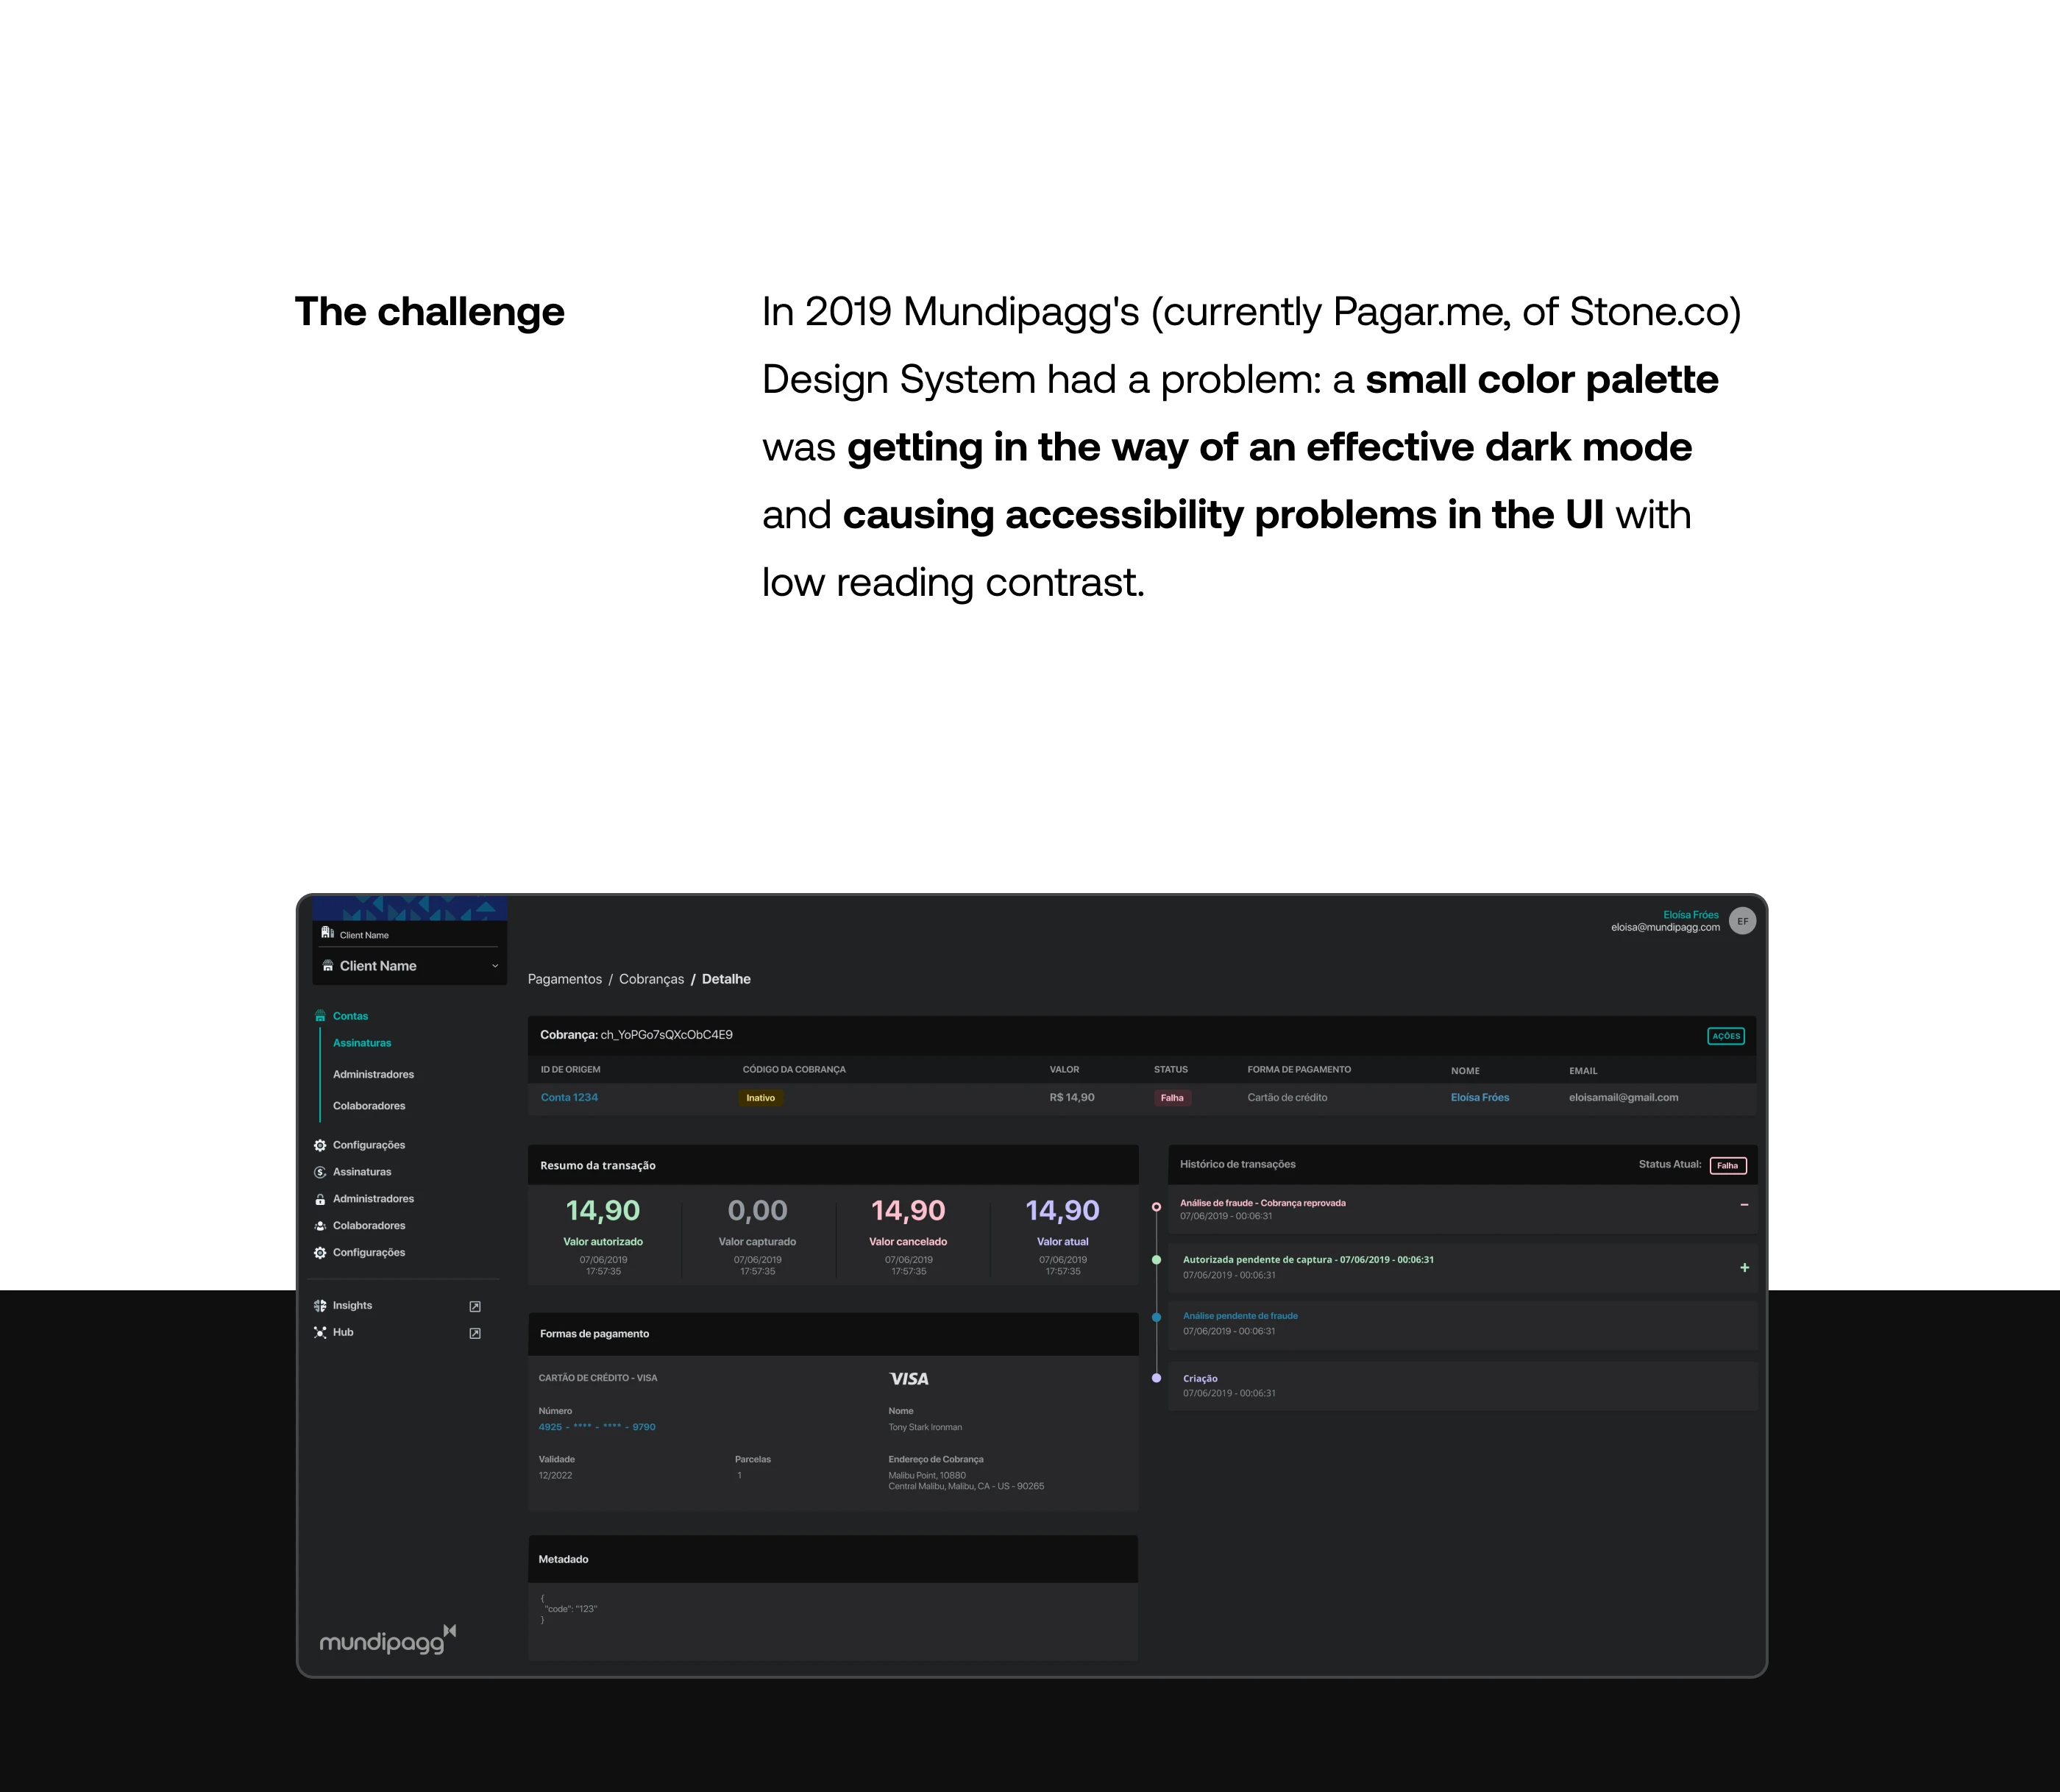 The challenge
In 2019 Mundipagg's (currently Pagar.me, of Stone.co)
Design System had a problem: a small color palette
was getting in the way of an effective dark mode
and causing accessibility problems in the UI with
low reading contrast.
Client Name
Client Name
Contas
Assinaturas
Administradores
Colaboradores
Configurações
Assinaturas
Administradores
Colaboradores
Configurações
Insights
Hub
mundipagg
Eloísa Fróes
eloisa@mundipagg.com
EF
Pagamentos / Cobranças / Detalhe
Cobrança: ch_YoPGo7sQXcObC4E9
AÇÕES
ID DE ORIGEM CÓDIGO DA COBRANÇA VALOR STATUS FORMA DE PAGAMENTO NOME EMAIL
Conta 1234 Inativo R$ 14,90 Falha Cartão de crédito Eloísa Fróes eloisamail@gmail.com
Resumo da transação
14,90 0,00 14,90 14,90
Valor autorizado Valor capturado Valor cancelado Valor atual
07/06/2019 07/06/2019 07/06/2019 07/06/2019
17:57:35 17:57:35 17:57:35 17:57:35
Formas de pagamento
CARTÃO DE CRÉDITO - VISA VISA
Número Nome
4925 - **** - **** - 9790 Tony Stark Ironman
Validade Parcelas Endereço de Cobrança
12/2022 1 Malibu Point, 10880
Central Malibu, Malibu, CA - US - 90265
Metadado
{
"code": "123"
}
Histórico de transações Status Atual: Falha
Análise de fraude - Cobrança reprovada
07/06/2019 - 00:06:31
Autorizada pendente de captura - 07/06/2019 - 00:06:31
07/06/2019 - 00:06:31
Análise pendente de fraude
07/06/2019 - 00:06:31
Criação
07/06/2019 - 00:06:31